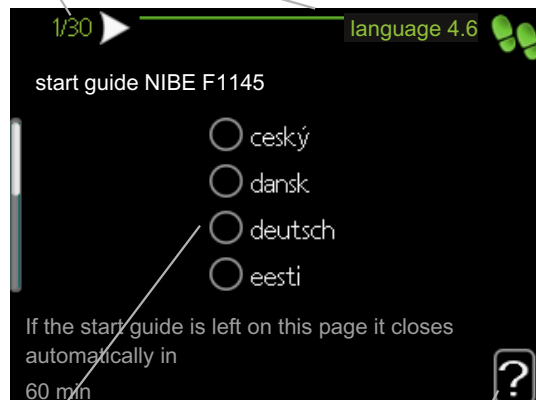 1/30
language 4.6
start guide NIBE F1145
ceský
dansk
deutsch
eesti
If the start guide is left on this page it closes
automatically in
60 min
?